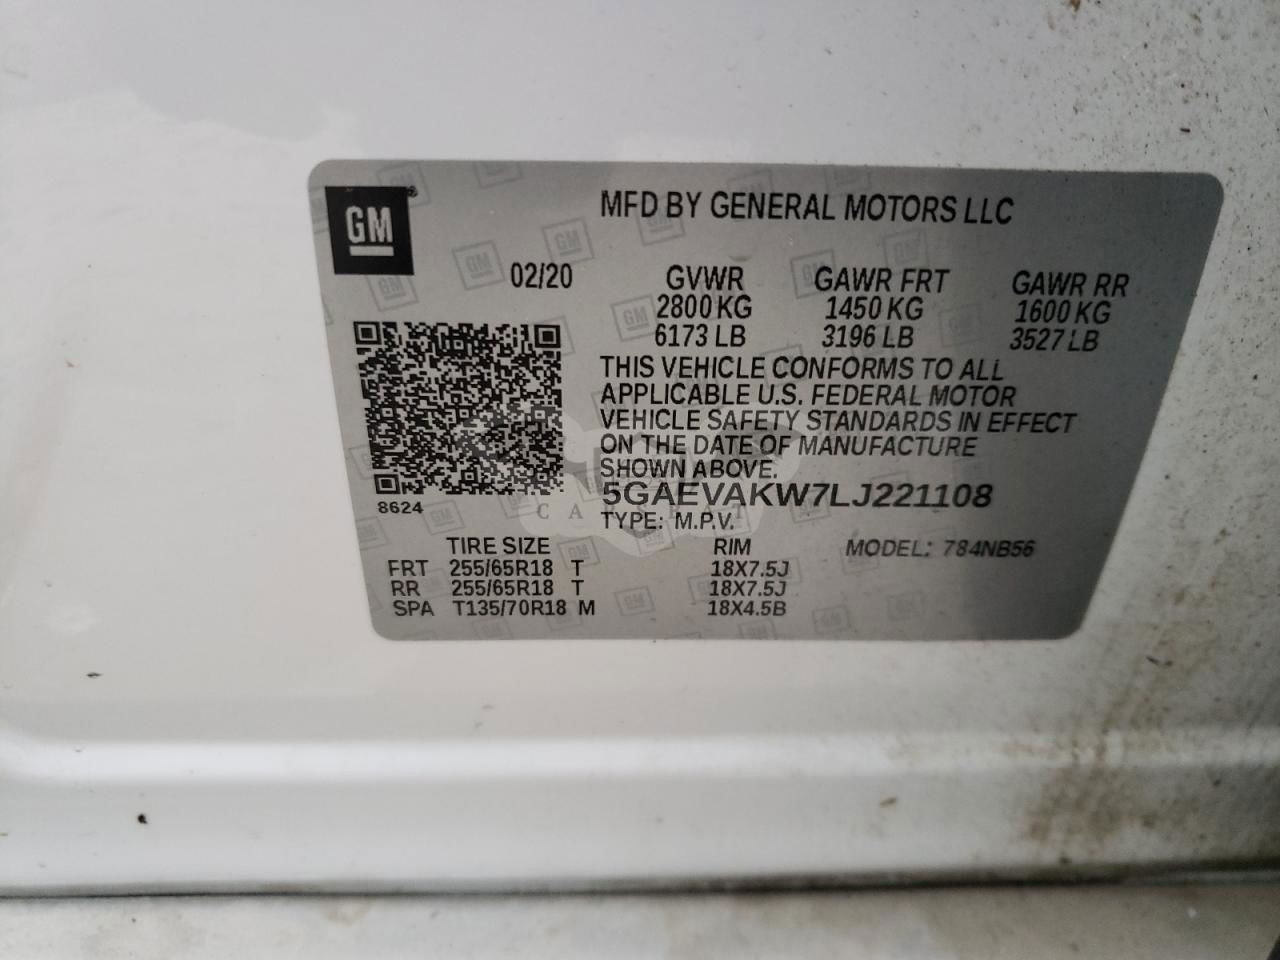 GM
MFD BY GENERAL MOTORS LLC
02/20 GVWR GAWR FRT GAWR RR
2800 KG 1450 KG 1600 KG
6173 LB 3196 LB 3527 LB
THIS VEHICLE CONFORMS TO ALL
APPLICABLE U.S. FEDERAL MOTOR
VEHICLE SAFETY STANDARDS IN EFFECT
ON THE DATE OF MANUFACTURE
SHOWN ABOVE.
5GAEVAKW7LJ221108
8624
TYPE: M.P.V.
TIRE SIZE RIM MODEL: 784NB56
FRT 255/65R18 T 18X7.5J
RR 255/65R18 T 18X7.5J
SPA T135/70R18 M 18X4.5B